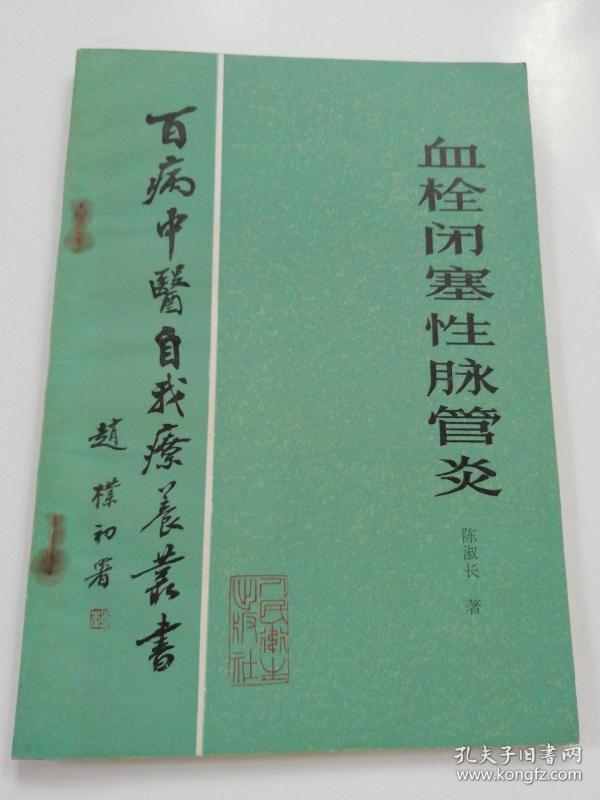 血栓闭塞性脉管炎
陈淑长 著
百病中醫自我療養叢書
趙樸初署
人民衛生
出版社
孔夫子旧书网
www.kongfz.com